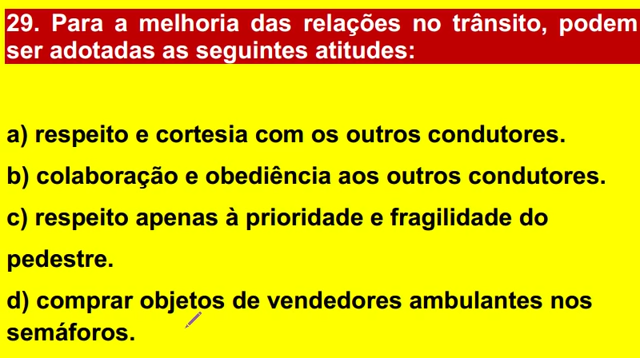 29. Para a melhoria das relações no trânsito, podem
ser adotadas as seguintes atitudes:
a) respeito e cortesia com os outros condutores.
b) colaboração e obediência aos outros condutores.
c) respeito apenas à prioridade e fragilidade do
pedestre.
d) comprar objetos de vendedores ambulantes nos
semáforos.